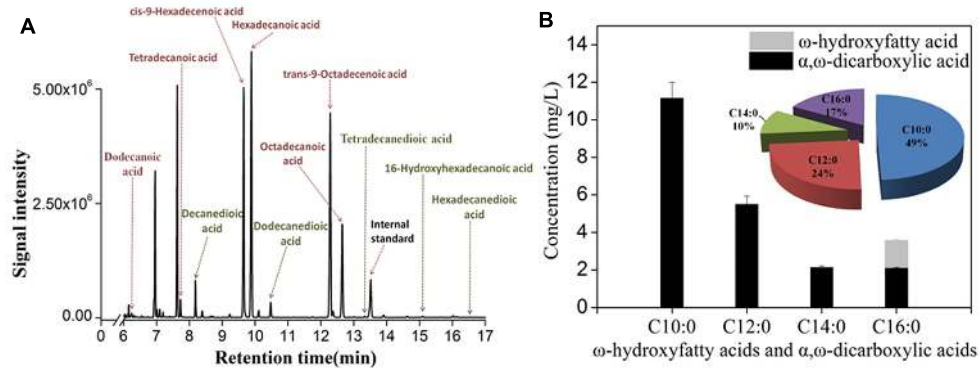 A
cis-9-Hexadecenoic acid
Hexadecanoic acid
Tetradecanoic acid
trans-9-Octadecenoic acid
5.00x10⁶
Tetradecanedioic acid
Octadecanoic
acid
Dodecanoic
acid
16-Hydroxyhexadecanoic acid
2.50x10⁶
Decanedioic
acid
Dodecanedioic
acid
Internal
standard
Hexadecanedioic
acid
Signal intensity
0.00
0 6 7 8 9 10 11 12 13 14 15 16 17
Retention time(min)
B
14
12
10
8
6
4
2
0
Concentration (mg/L)
ω-hydroxyfatty acid
α,ω-dicarboxylic acid
C16:0
17%
C14:0
10%
C10:0
49%
C12:0
24%
C10:0 C12:0 C14:0 C16:0
ω-hydroxyfatty acids and α,ω-dicarboxylic acids